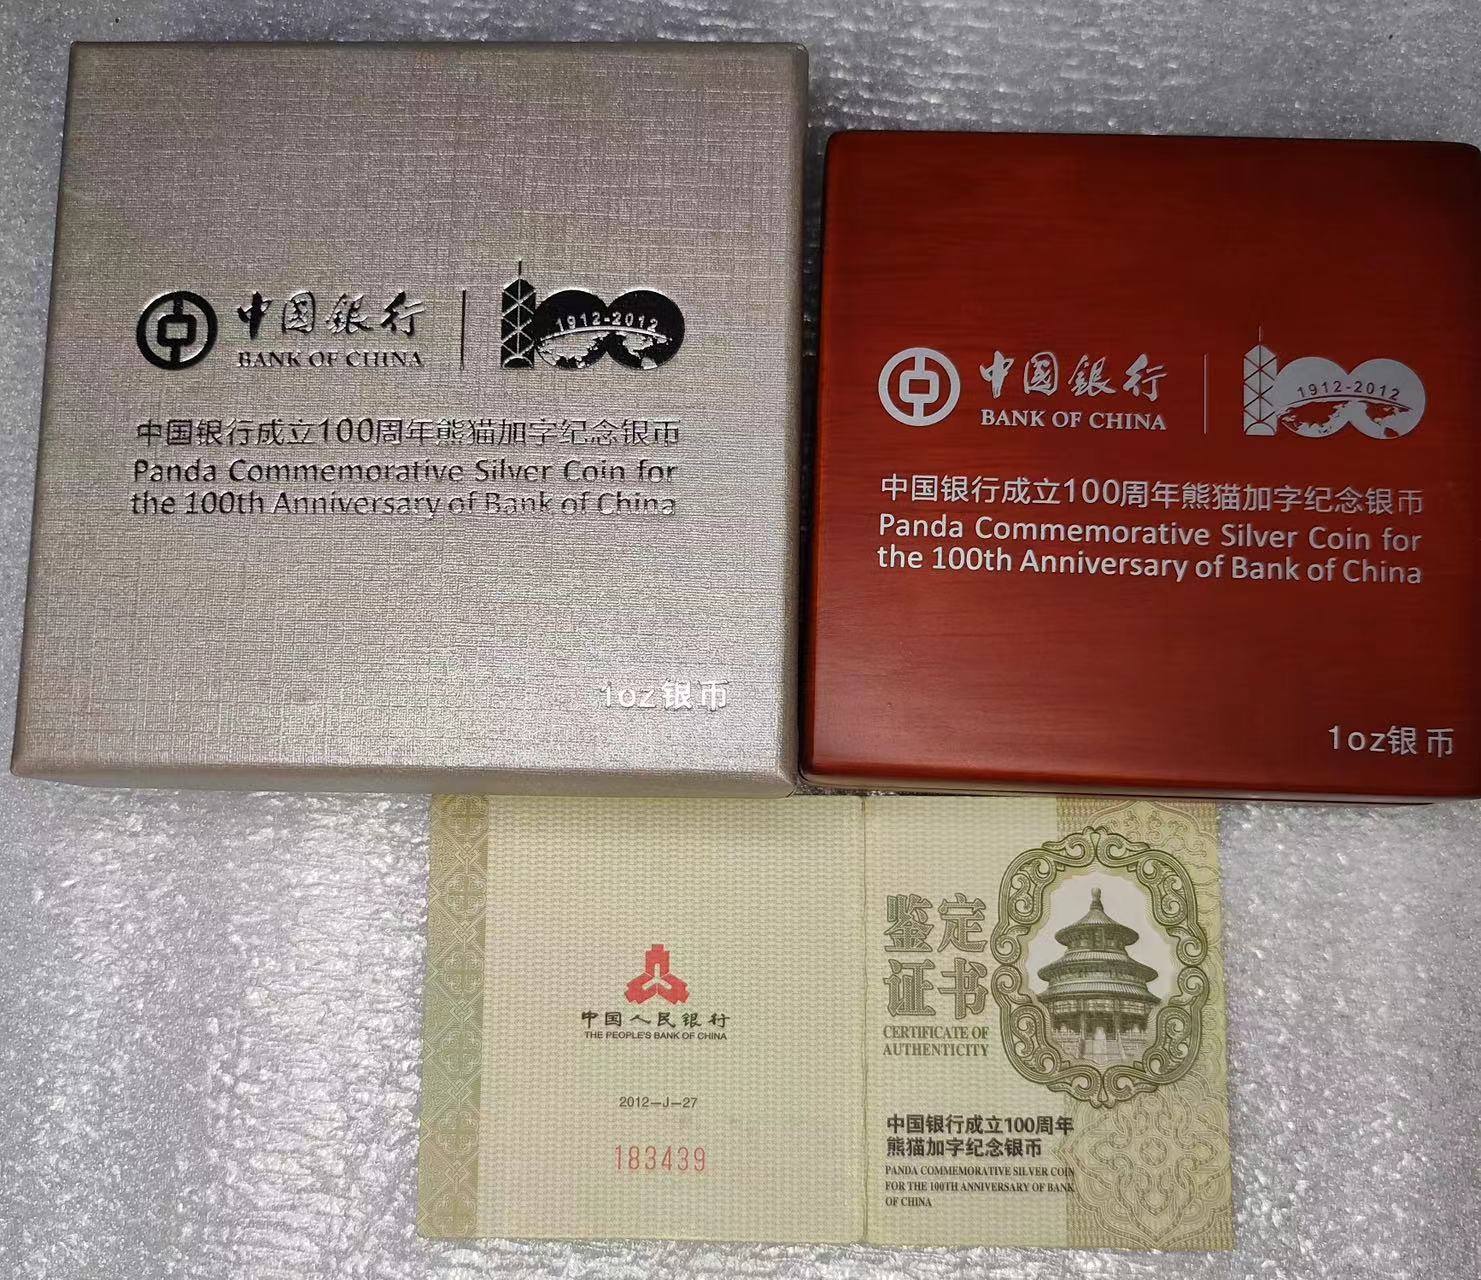 中国銀行
BANK OF CHINA
1912-2012
中国银行成立100周年熊猫加字纪念银币
Panda Commemorative Silver Coin for
the 100th Anniversary of Bank of China
1oz银币
中国銀行
BANK OF CHINA
1912-2012
中国银行成立100周年熊猫加字纪念银币
Panda Commemorative Silver Coin for
the 100th Anniversary of Bank of China
1oz银币
中国人民银行
THE PEOPLE'S BANK OF CHINA
2012-J-27
183439
鉴定
证书
CERTIFICATE OF
AUTHENTICITY
中国银行成立100周年
熊猫加字纪念银币
PANDA COMMEMORATIVE SILVER COIN
FOR THE 100TH ANNIVERSARY OF BANK
OF CHINA